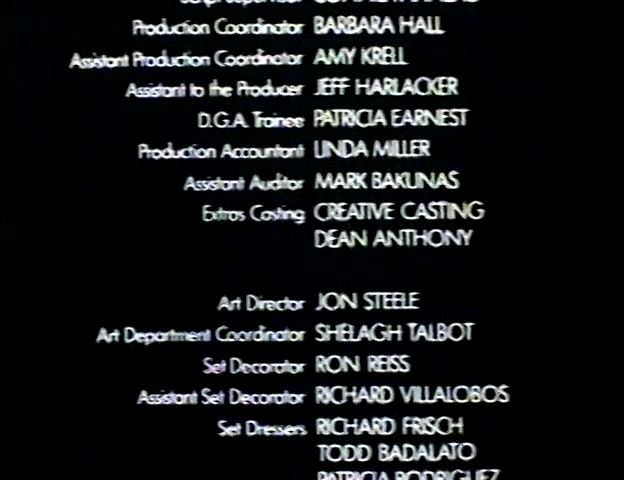 Production Coordinator BARBARA HALL
Assistant Production Coordinator AMY KRELL
Assistant to the Producer JEFF HARLACKER
D.G.A. Trainee PATRICIA EARNEST
Production Accountant LINDA MILLER
Assistant Auditor MARK BAKUNAS
Extras Casting CREATIVE CASTING
DEAN ANTHONY
Art Director JON STEELE
Art Department Coordinator SHELAGH TALBOT
Set Decorator RON REISS
Assistant Set Decorator RICHARD VILLALOBOS
Set Dressers RICHARD FRISCH
TODD BADALATO
PATRICIA RODRIGUEZ